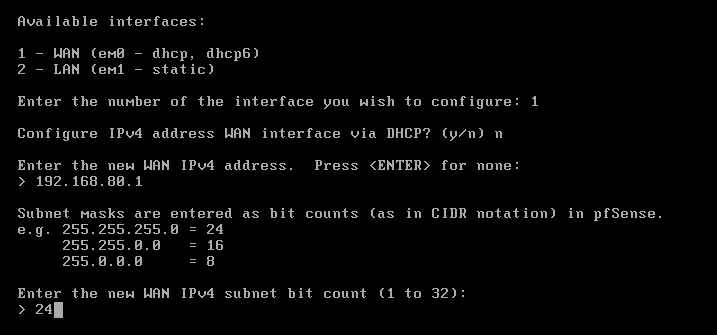 Available interfaces:
1 - WAN (em0 - dhcp, dhcp6)
2 - LAN (em1 - static)
Enter the number of the interface you wish to configure: 1
Configure IPv4 address WAN interface via DHCP? (y/n) n
Enter the new WAN IPv4 address.  Press <ENTER> for none:
> 192.168.80.1
Subnet masks are entered as bit counts (as in CIDR notation) in pfSense.
e.g. 255.255.255.0 = 24
     255.255.0.0   = 16
     255.0.0.0     = 8
Enter the new WAN IPv4 subnet bit count (1 to 32):
> 24